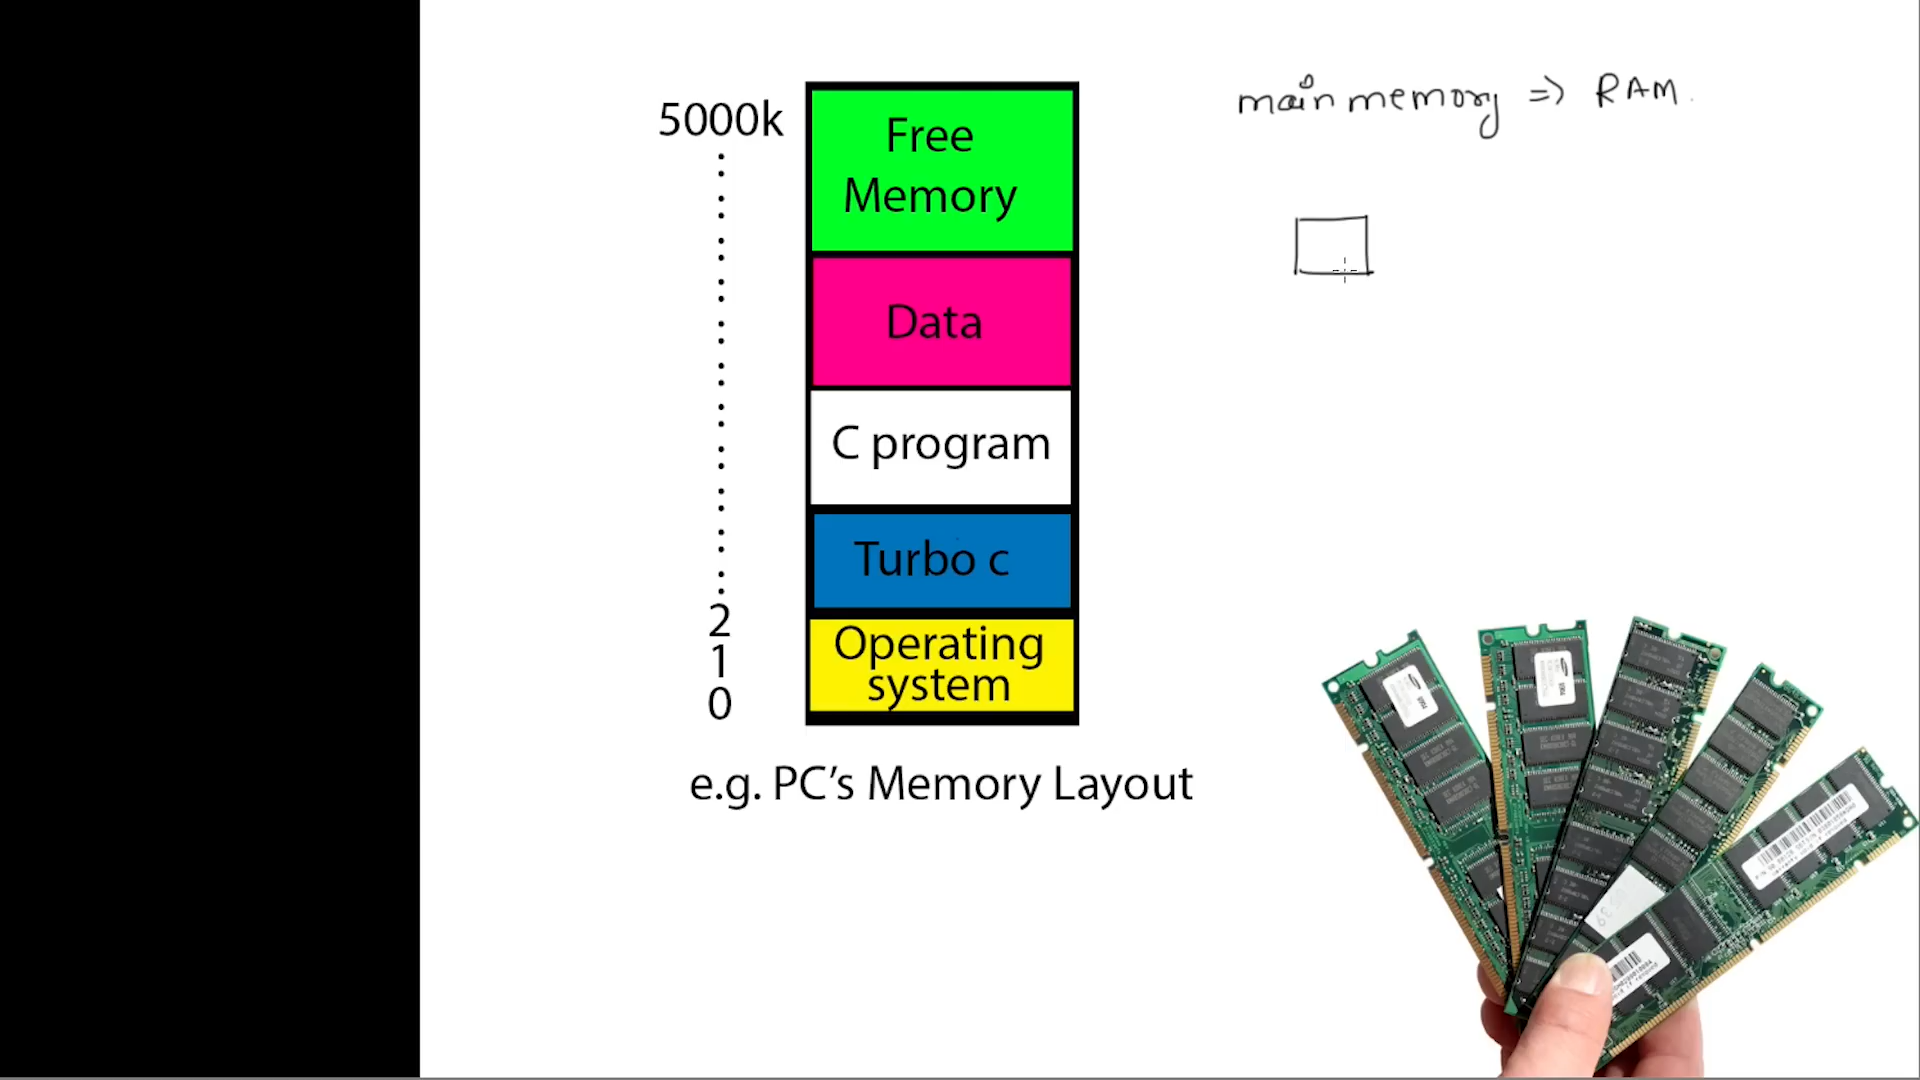 main memory => RAM.
5000k
Free
Memory
Data
C program
Turbo c
2
1
0
Operating
system
e.g. PC’s Memory Layout